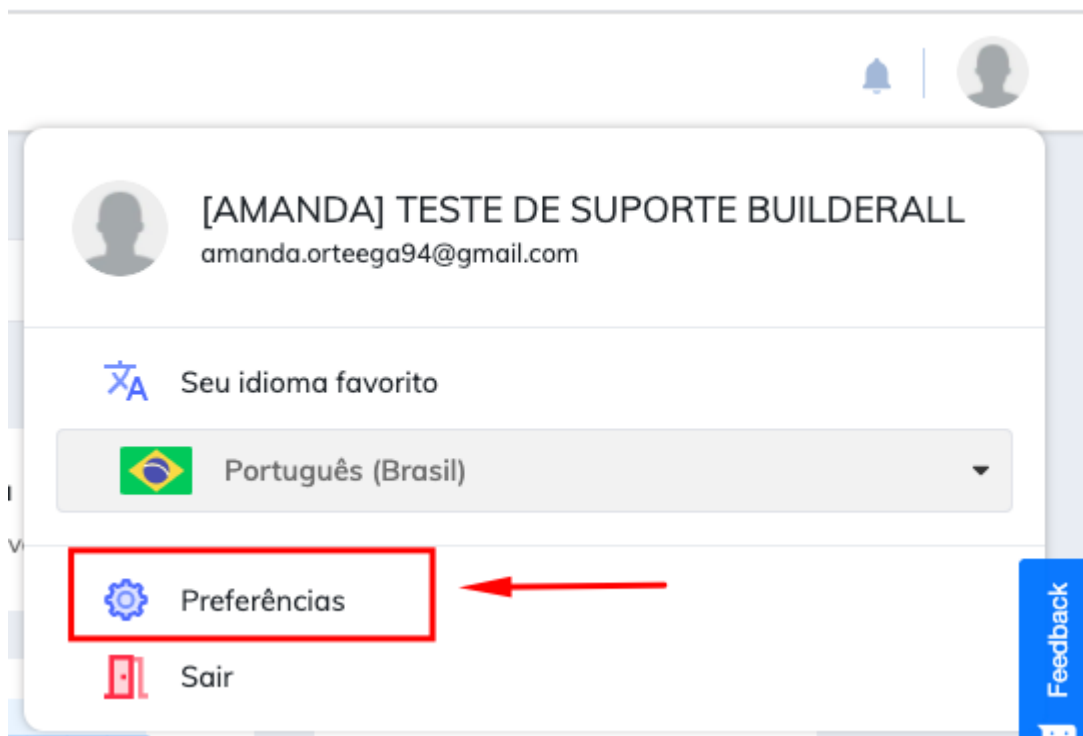 [AMANDA] TESTE DE SUPORTE BUILDERALL
amanda.orteega94@gmail.com
Seu idioma favorito
Português (Brasil)
Preferências
Sair
Feedback